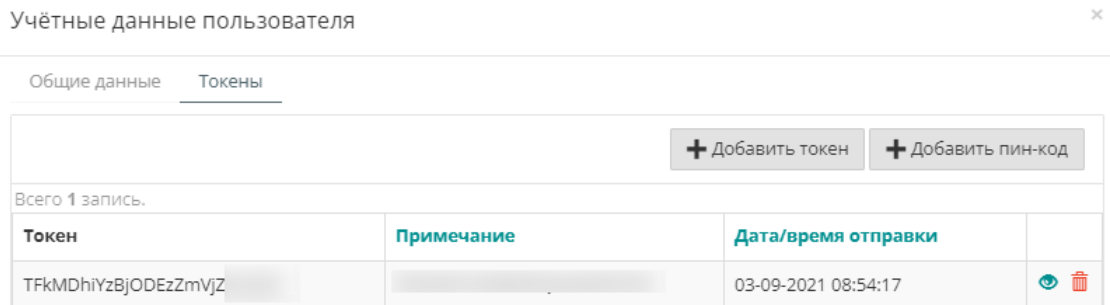 Учётные данные пользователя ×
Общие данные Токены
+ Добавить токен + Добавить пин-код
Всего 1 запись.
Токен Примечание Дата/время отправки
TFkMDhiYzBjODEzZmVjZ 03-09-2021 08:54:17